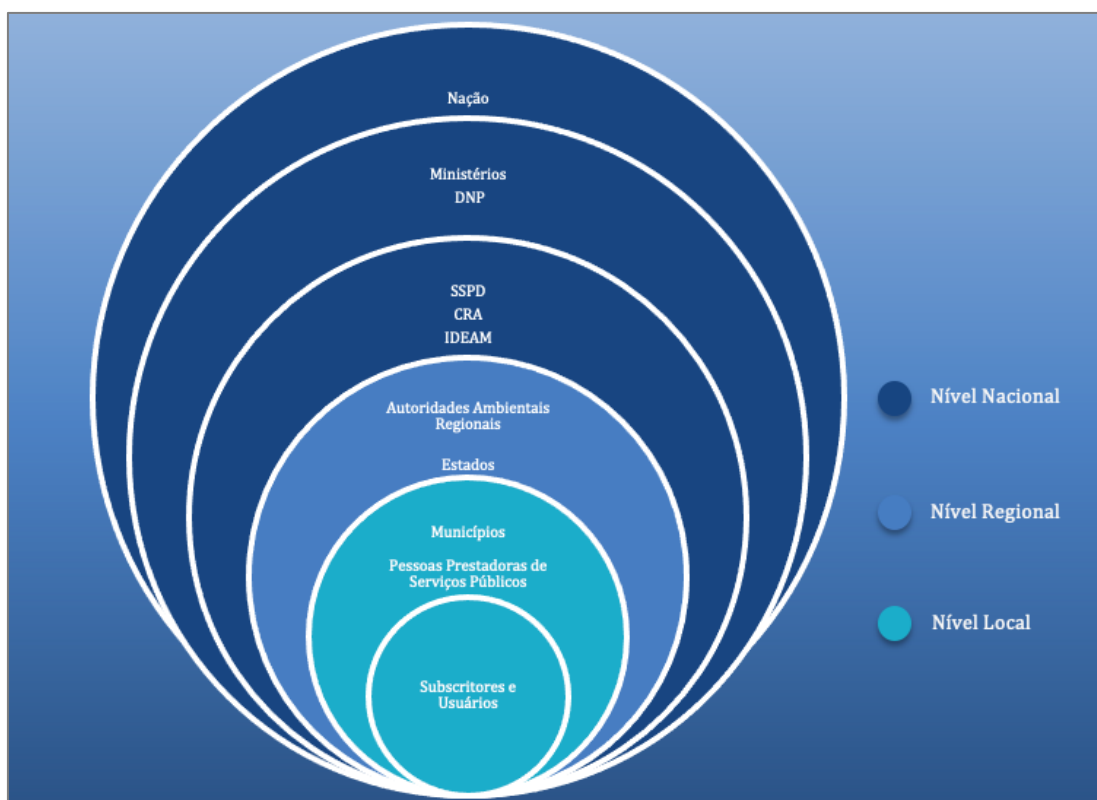 Nação
Ministérios
DNP
SSPD
CRA
IDEAM
Autoridades Ambientais
Regionais
Estados
Municípios
Pessoas Prestadoras de
Serviços Públicos
Subscritores e
Usuários
Nível Nacional
Nível Regional
Nível Local